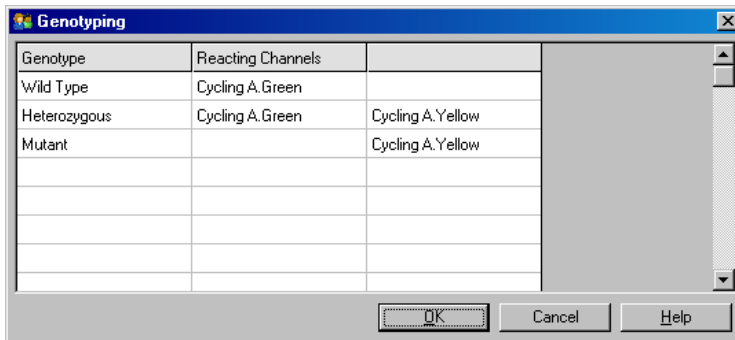 Genotyping
Genotype Reacting Channels
Wild Type Cycling A.Green
Heterozygous Cycling A.Green Cycling A.Yellow
Mutant Cycling A.Yellow
OK Cancel Help